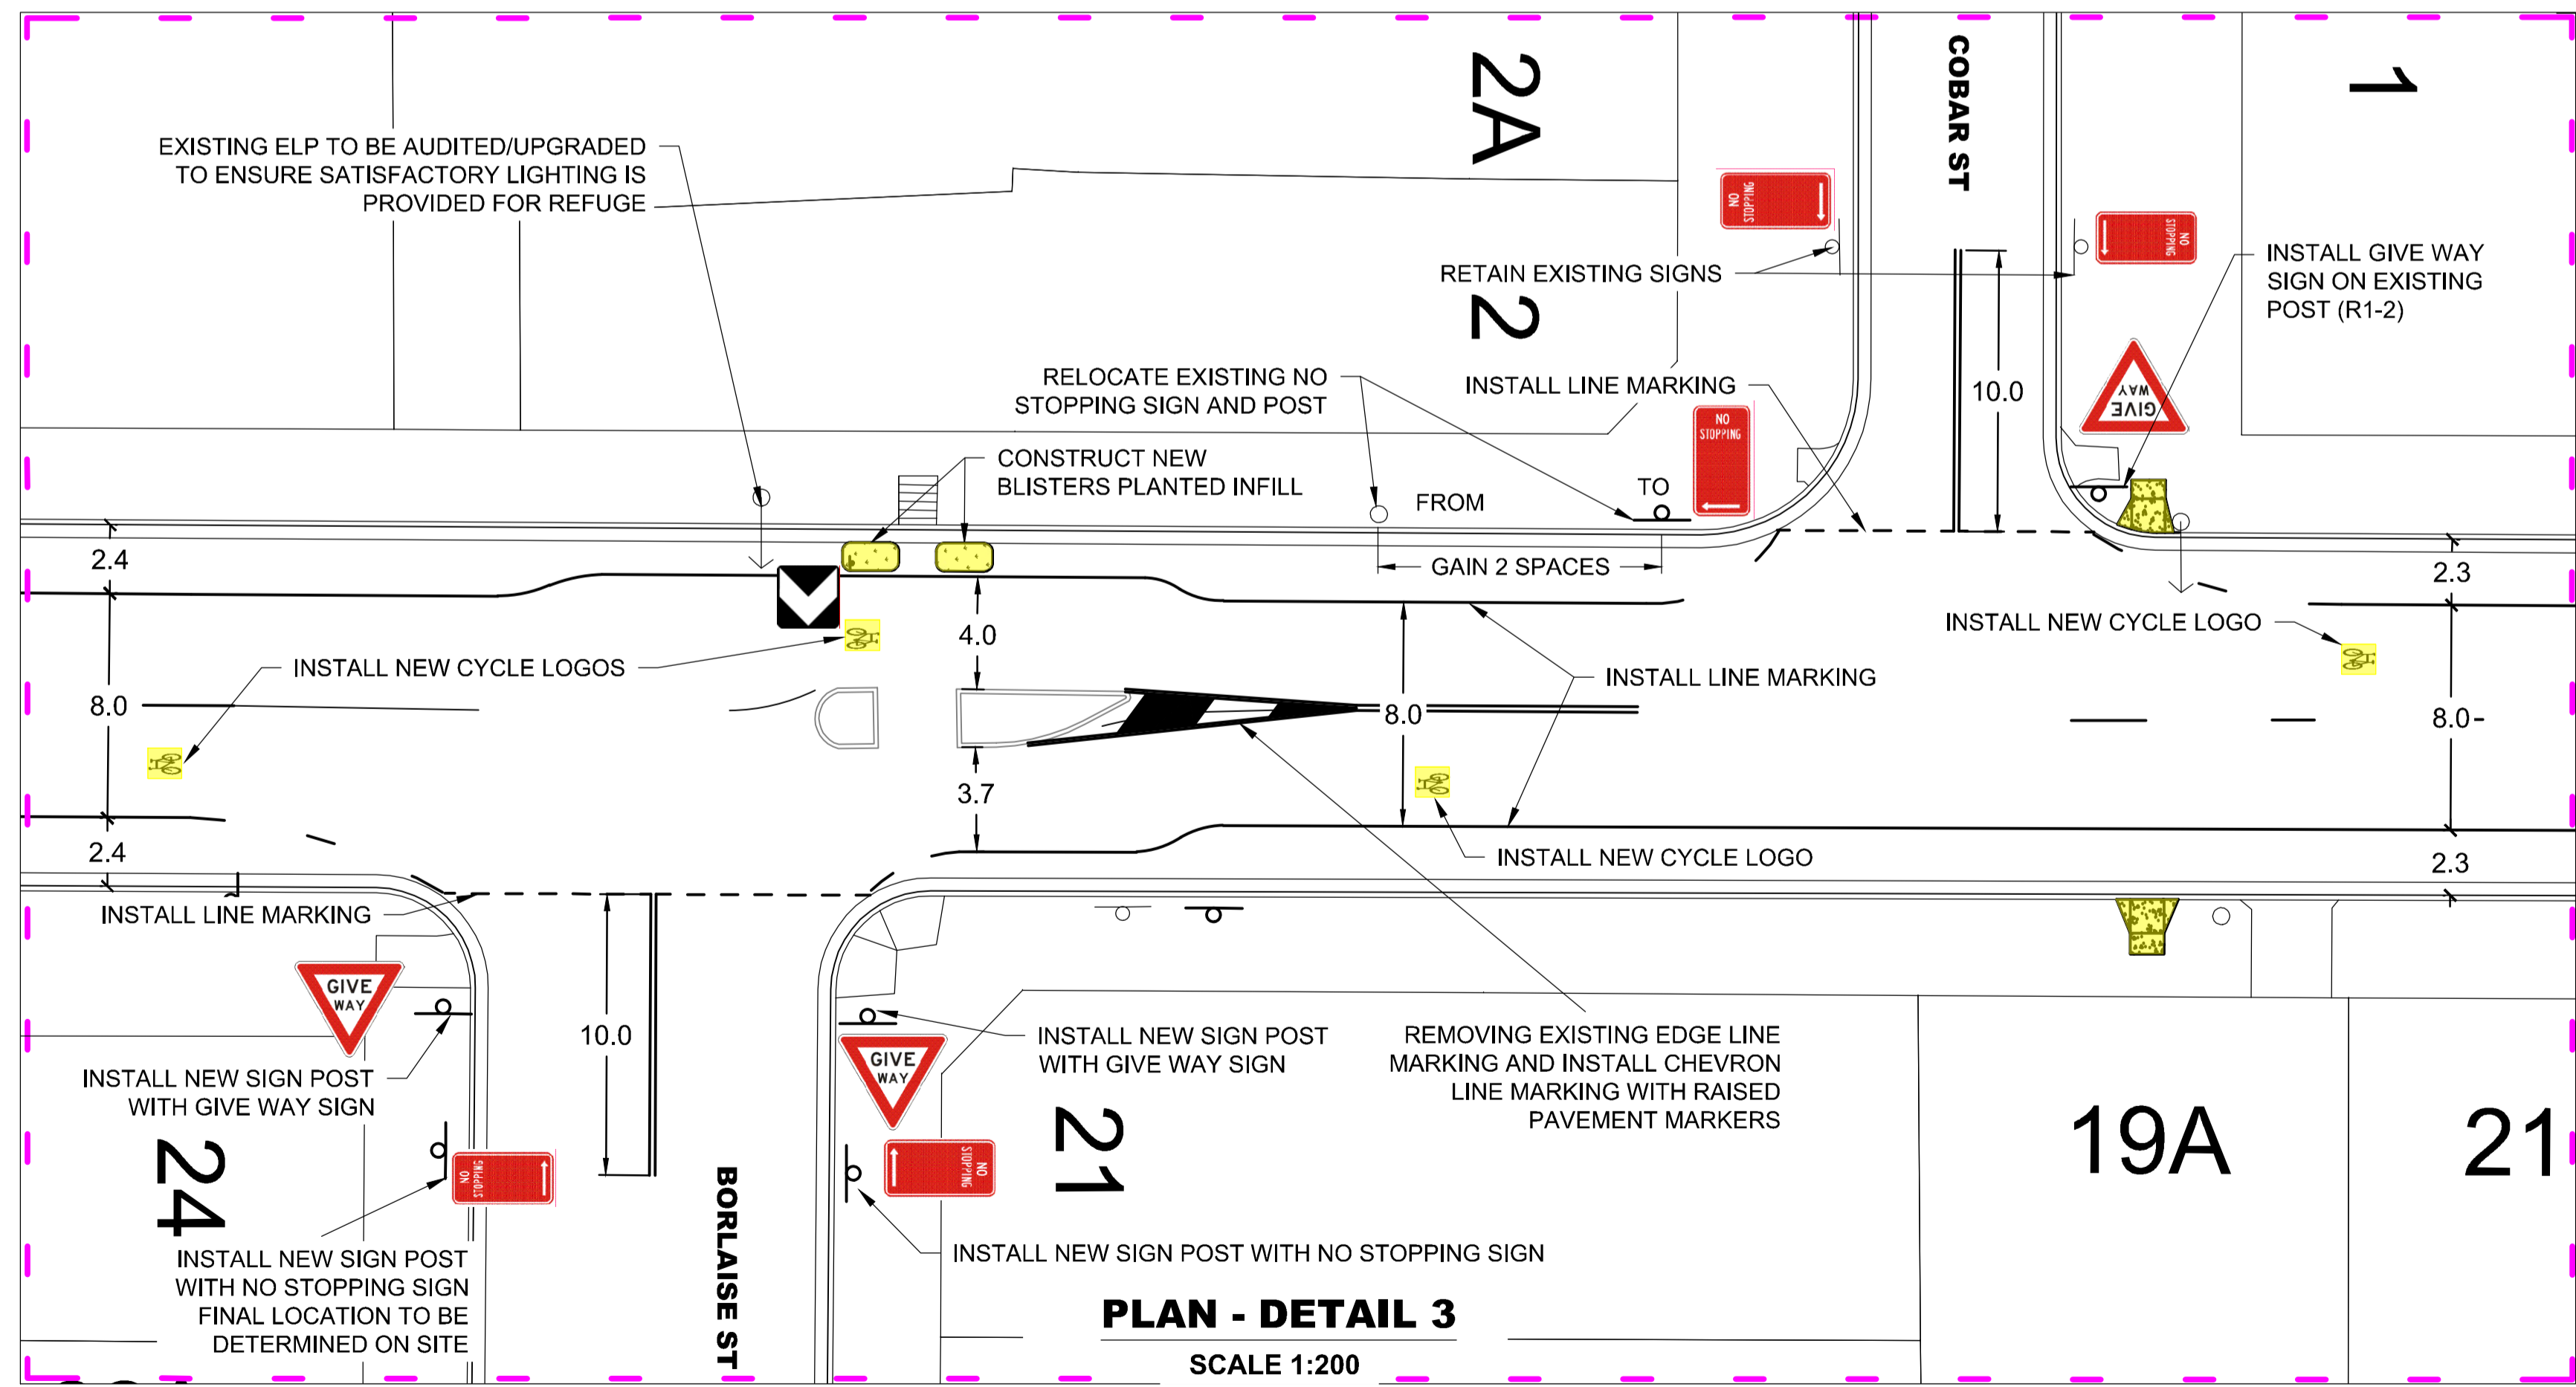 2A
COBAR ST
1
EXISTING ELP TO BE AUDITED/UPGRADED
TO ENSURE SATISFACTORY LIGHTING IS
PROVIDED FOR REFUGE
NO
STOPPING
NO
STOPPING
RETAIN EXISTING SIGNS
INSTALL GIVE WAY
SIGN ON EXISTING
POST (R1-2)
2
RELOCATE EXISTING NO
STOPPING SIGN AND POST
INSTALL LINE MARKING
10.0
GIVE
WAY
NO
STOPPING
CONSTRUCT NEW
BLISTERS PLANTED INFILL
FROM
TO
2.4
GAIN 2 SPACES
2.3
4.0
INSTALL NEW CYCLE LOGO
INSTALL NEW CYCLE LOGOS
INSTALL LINE MARKING
8.0
8.0
8.0
3.7
2.4
INSTALL NEW CYCLE LOGO
2.3
INSTALL LINE MARKING
GIVE
WAY
10.0
INSTALL NEW SIGN POST
WITH GIVE WAY SIGN
GIVE
WAY
REMOVING EXISTING EDGE LINE
MARKING AND INSTALL CHEVRON
LINE MARKING WITH RAISED
PAVEMENT MARKERS
INSTALL NEW SIGN POST
WITH GIVE WAY SIGN
24
NO
STOPPING
NO
STOPPING
21
19A
21
BORLAISE ST
INSTALL NEW SIGN POST
WITH NO STOPPING SIGN
FINAL LOCATION TO BE
DETERMINED ON SITE
INSTALL NEW SIGN POST WITH NO STOPPING SIGN
PLAN - DETAIL 3
SCALE 1:200